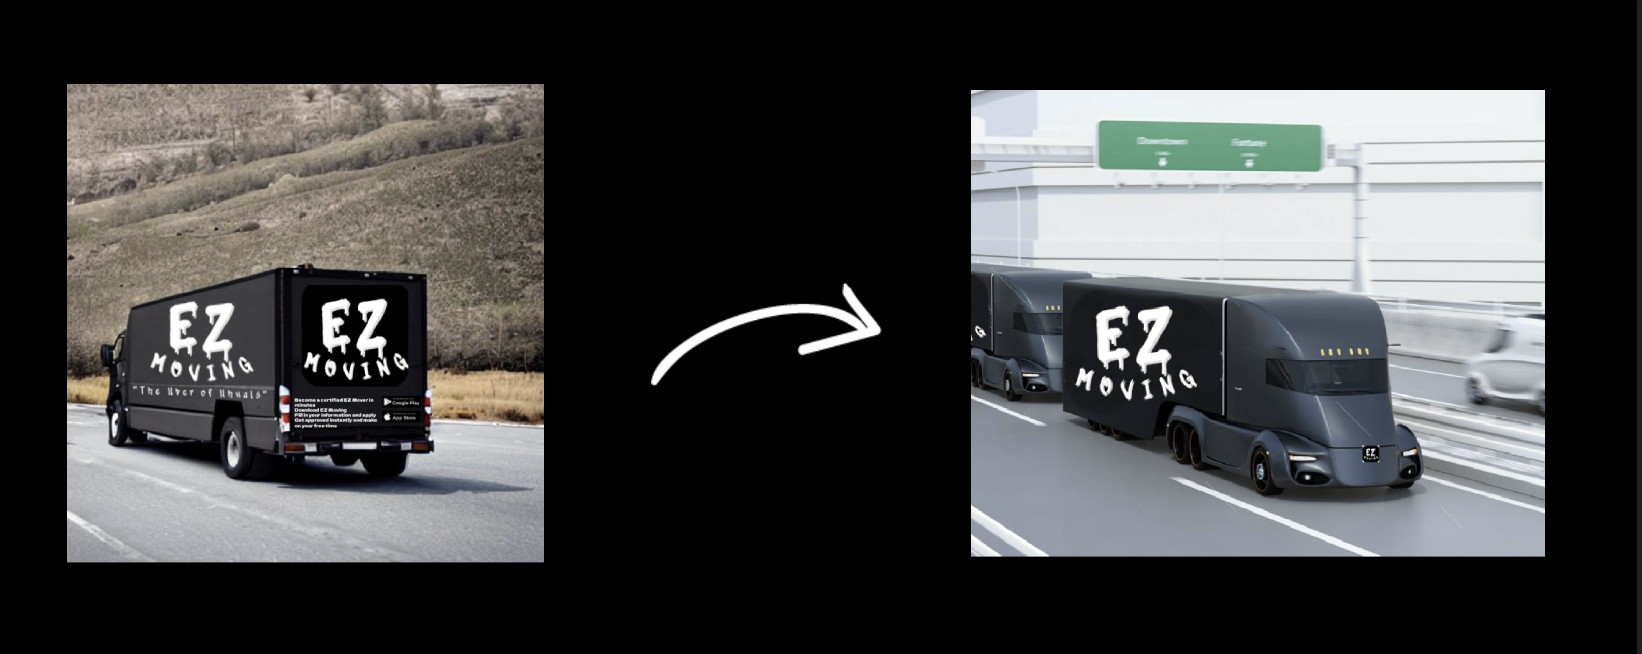 EZ
MOVING
"The Uber of Uhuals"
EZ
MOVING
Become a certified EZ Mover in
minutes
Download EZ Moving
Fill in your information and apply
Get approved instantly and make
on your free time
Google Play
App Store
Downtown
EZ
MOVING
EZ
MOVING